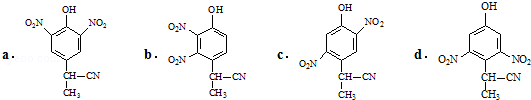 a.
OH
NO₂
NO₂
CH—CN
CH₃
b.
OH
NO₂
NO₂
CH—CN
CH₃
c.
OH
NO₂
NO₂
CH—CN
CH₃
d.
OH
NO₂
NO₂
CH—CN
CH₃